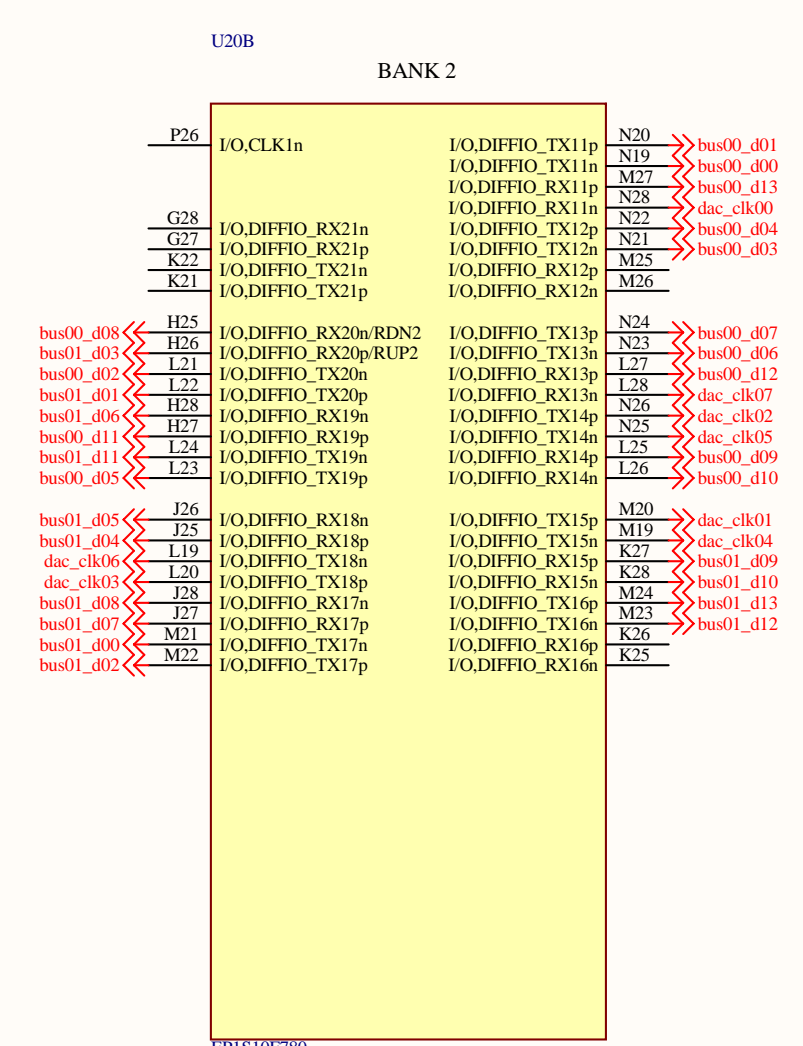 U20B
BANK 2
P26 I/O,CLK1n
G28 I/O,DIFFIO_RX21n
G27 I/O,DIFFIO_RX21p
K22 I/O,DIFFIO_TX21n
K21 I/O,DIFFIO_TX21p
bus00_d08 H25 I/O,DIFFIO_RX20n/RDN2
bus01_d03 H26 I/O,DIFFIO_RX20p/RUP2
bus00_d02 L21 I/O,DIFFIO_TX20n
bus01_d01 L22 I/O,DIFFIO_TX20p
bus01_d06 H28 I/O,DIFFIO_RX19n
bus00_d11 H27 I/O,DIFFIO_RX19p
bus01_d11 L24 I/O,DIFFIO_TX19n
bus00_d05 L23 I/O,DIFFIO_TX19p
bus01_d05 J26 I/O,DIFFIO_RX18n
bus01_d04 J25 I/O,DIFFIO_RX18p
dac_clk06 L19 I/O,DIFFIO_TX18n
dac_clk03 L20 I/O,DIFFIO_TX18p
bus01_d08 J28 I/O,DIFFIO_RX17n
bus01_d07 J27 I/O,DIFFIO_RX17p
bus01_d00 M21 I/O,DIFFIO_TX17n
bus01_d02 M22 I/O,DIFFIO_TX17p
I/O,DIFFIO_TX11p N20 bus00_d01
I/O,DIFFIO_TX11n N19 bus00_d00
I/O,DIFFIO_RX11p M27 bus00_d13
I/O,DIFFIO_RX11n N28 dac_clk00
I/O,DIFFIO_TX12p N22 bus00_d04
I/O,DIFFIO_TX12n N21 bus00_d03
I/O,DIFFIO_RX12p M25
I/O,DIFFIO_RX12n M26
I/O,DIFFIO_TX13p N24 bus00_d07
I/O,DIFFIO_TX13n N23 bus00_d06
I/O,DIFFIO_RX13p L27 bus00_d12
I/O,DIFFIO_RX13n L28 dac_clk07
I/O,DIFFIO_TX14p N26 dac_clk02
I/O,DIFFIO_TX14n N25 dac_clk05
I/O,DIFFIO_RX14p L25 bus00_d09
I/O,DIFFIO_RX14n L26 bus00_d10
I/O,DIFFIO_TX15p M20 dac_clk01
I/O,DIFFIO_TX15n M19 dac_clk04
I/O,DIFFIO_RX15p K27 bus01_d09
I/O,DIFFIO_RX15n K28 bus01_d10
I/O,DIFFIO_TX16p M24 bus01_d13
I/O,DIFFIO_TX16n M23 bus01_d12
I/O,DIFFIO_RX16p K26
I/O,DIFFIO_RX16n K25
EP1S10F780